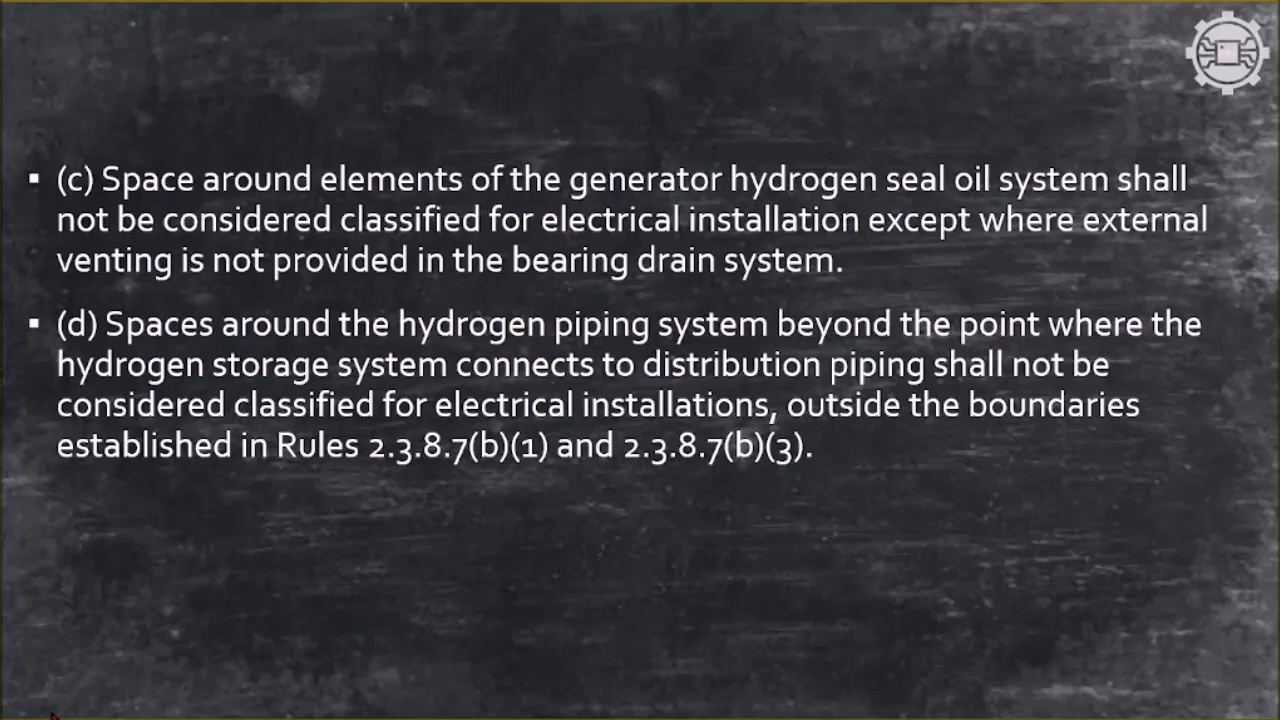 ▪ (c) Space around elements of the generator hydrogen seal oil system shall
not be considered classified for electrical installation except where external
venting is not provided in the bearing drain system.
▪ (d) Spaces around the hydrogen piping system beyond the point where the
hydrogen storage system connects to distribution piping shall not be
considered classified for electrical installations, outside the boundaries
established in Rules 2.3.8.7(b)(1) and 2.3.8.7(b)(3).